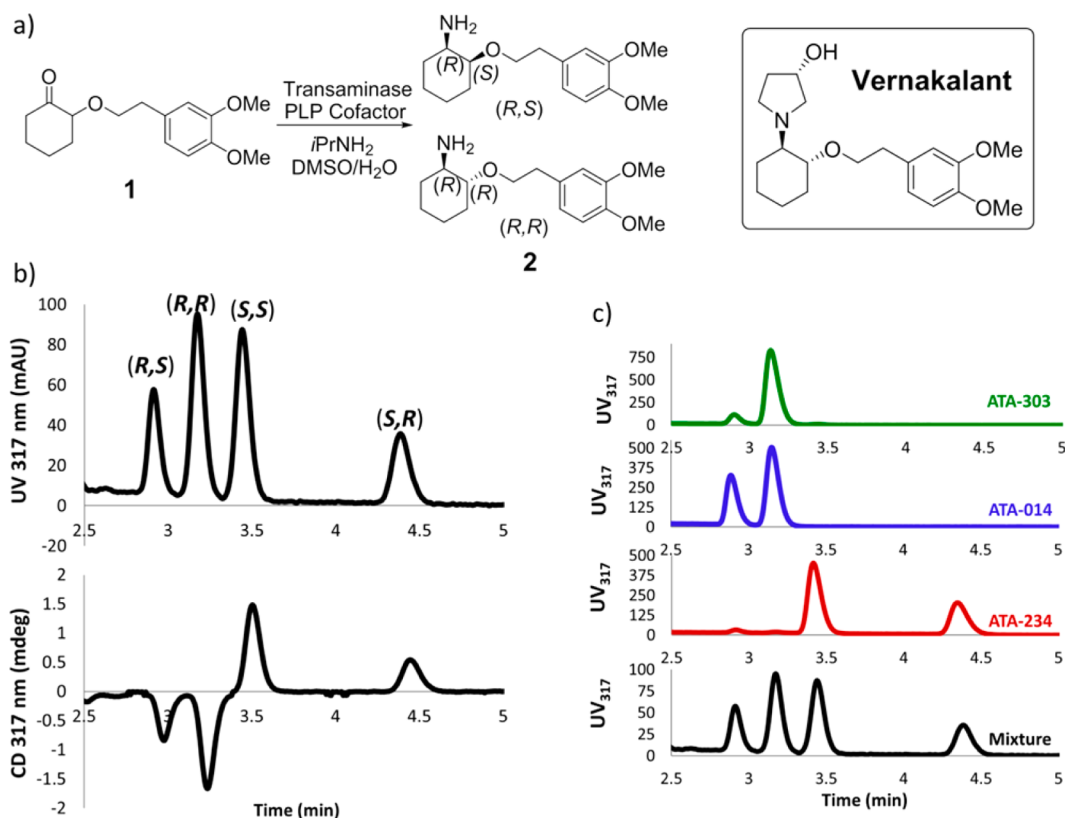 a)
O
O
OMe
OMe
1
Transaminase
PLP Cofactor
iPrNH₂
DMSO/H₂O
NH₂
(R)
O
(S)
OMe
OMe
(R,S)
NH₂
(R)
O
(R)
OMe
OMe
(R,R)
2
OH
Vernakalant
N
O
OMe
OMe
b)
UV 317 nm (mAU)
100
80
60
40
20
0
-20
(R,S)
(R,R)
(S,S)
(S,R)
2.5 3 3.5 4 4.5 5
CD 317 nm (mdeg)
2
1.5
1
0.5
0
-0.5
-1
-1.5
-2
2.5 3 3.5 4 4.5 5
Time (min)
c)
UV₃₁₇
750
500
250
0
ATA-303
2.5 3 3.5 4 4.5 5
UV₃₁₇
500
375
250
125
0
ATA-014
2.5 3 3.5 4 4.5 5
UV₃₁₇
500
375
250
125
0
ATA-234
2.5 3 3.5 4 4.5 5
UV₃₁₇
100
75
50
25
0
Mixture
2.5 3 3.5 4 4.5 5
Time (min)